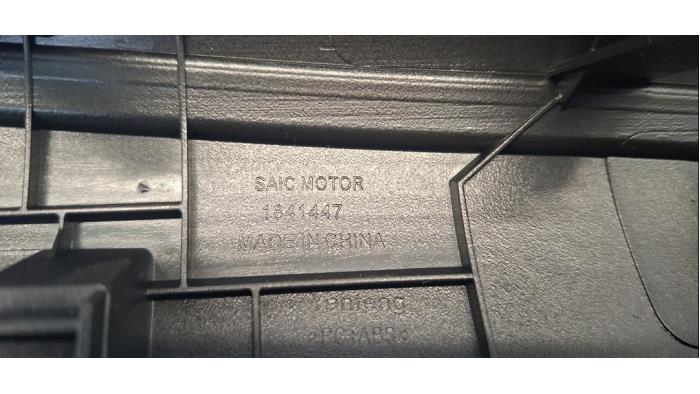 SAIC MOTOR
1641447
MADE IN CHINA
Yanfeng
>PC+ABS<